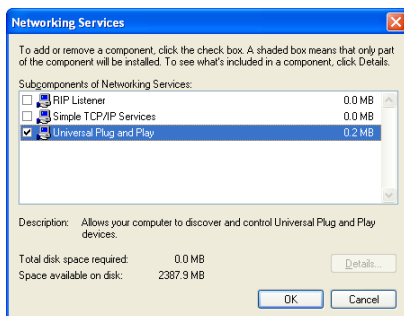 Networking Services
To add or remove a component, click the check box. A shaded box means that only part
of the component will be installed. To see what's included in a component, click Details.
Subcomponents of Networking Services:
RIP Listener 0.0 MB
Simple TCP/IP Services 0.0 MB
Universal Plug and Play 0.2 MB
Description: Allows your computer to discover and control Universal Plug and Play
devices.
Total disk space required: 0.0 MB
Details...
Space available on disk: 2387.9 MB
OK Cancel